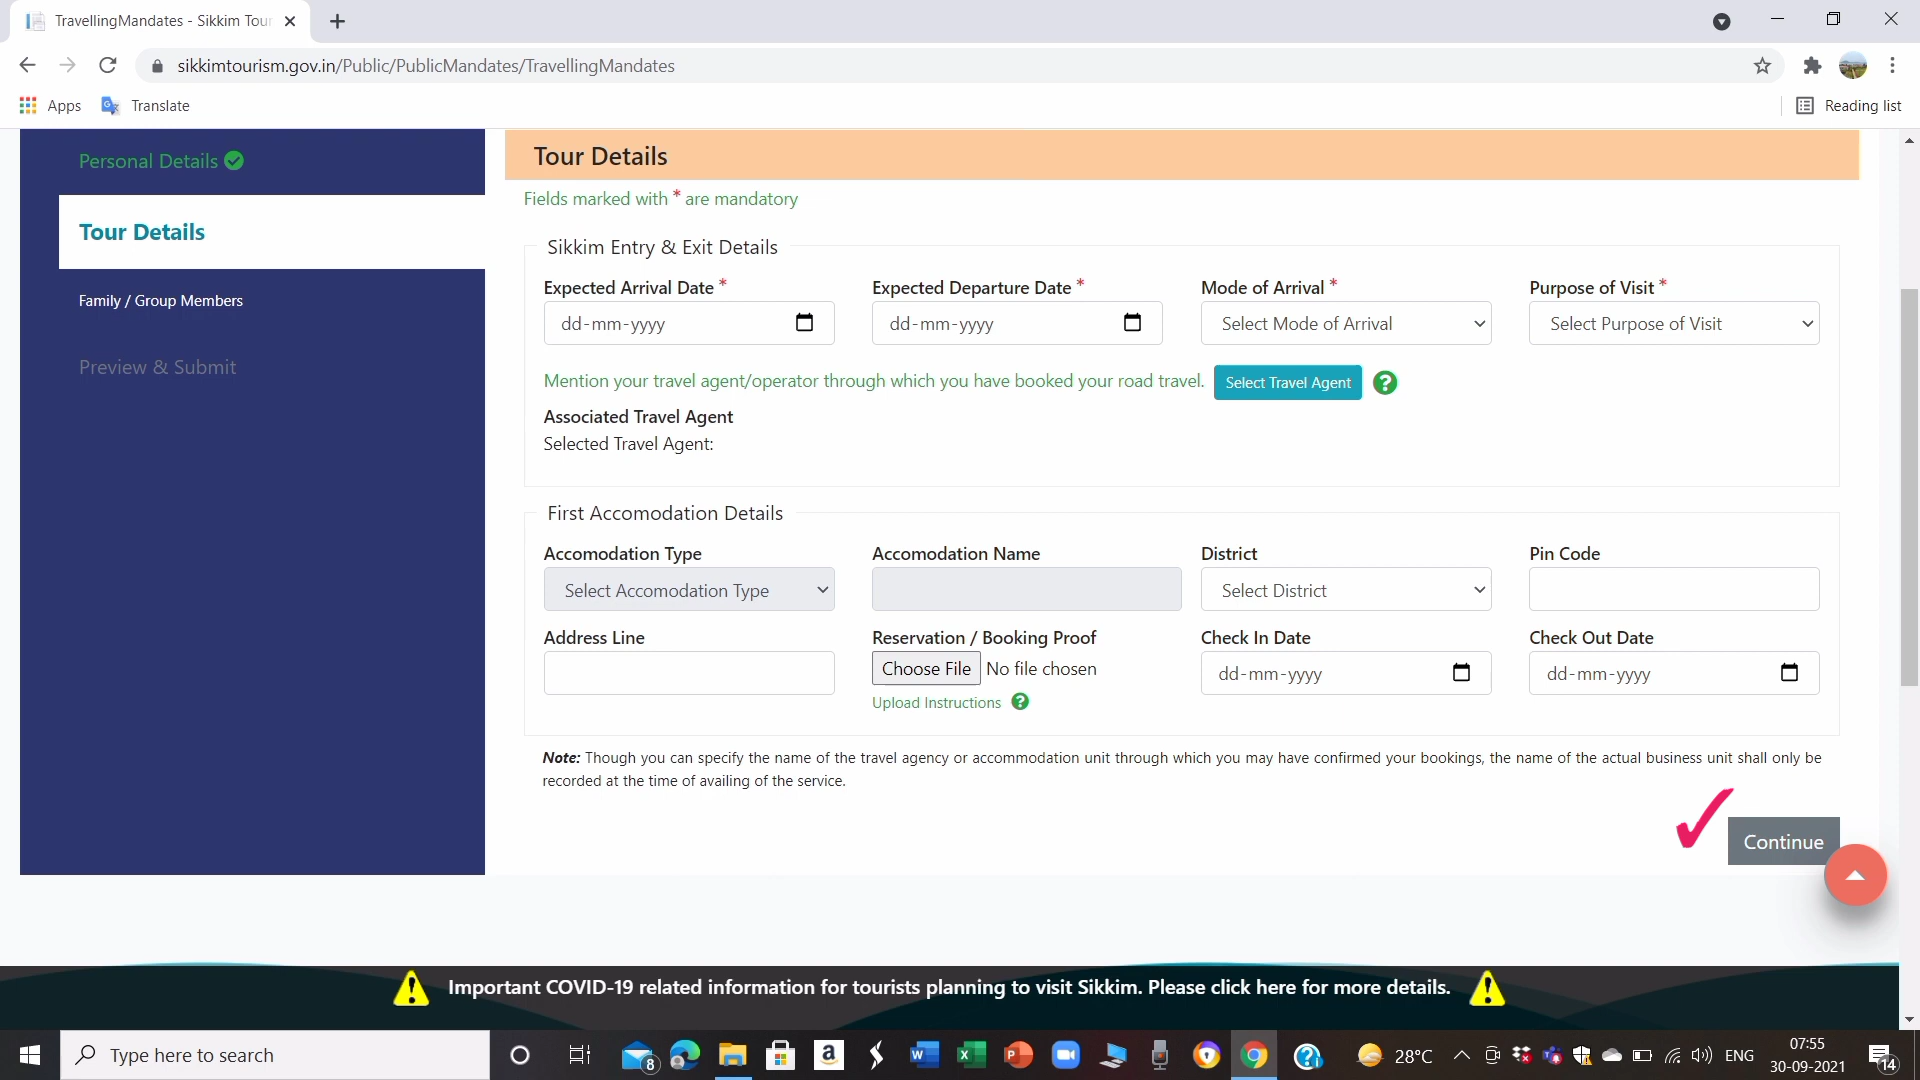 TravellingMandates - Sikkim Tour
sikkimtourism.gov.in/Public/PublicMandates/TravellingMandates
Apps Translate Reading list
Personal Details
Tour Details
Family / Group Members
Preview & Submit
Tour Details
Fields marked with * are mandatory
Sikkim Entry & Exit Details
Expected Arrival Date * Expected Departure Date * Mode of Arrival * Purpose of Visit *
dd-mm-yyyy dd-mm-yyyy Select Mode of Arrival Select Purpose of Visit
Mention your travel agent/operator through which you have booked your road travel. Select Travel Agent ?
Associated Travel Agent
Selected Travel Agent:
First Accomodation Details
Accomodation Type Accomodation Name District Pin Code
Select Accomodation Type Select District
Address Line Reservation / Booking Proof Check In Date Check Out Date
Choose File No file chosen dd-mm-yyyy dd-mm-yyyy
Upload Instructions ?
Note: Though you can specify the name of the travel agency or accommodation unit through which you may have confirmed your bookings, the name of the actual business unit shall only be
recorded at the time of availing of the service.
Continue
Important COVID-19 related information for tourists planning to visit Sikkim. Please click here for more details.
Type here to search 8 28°C ENG 07:55
30-09-2021 14